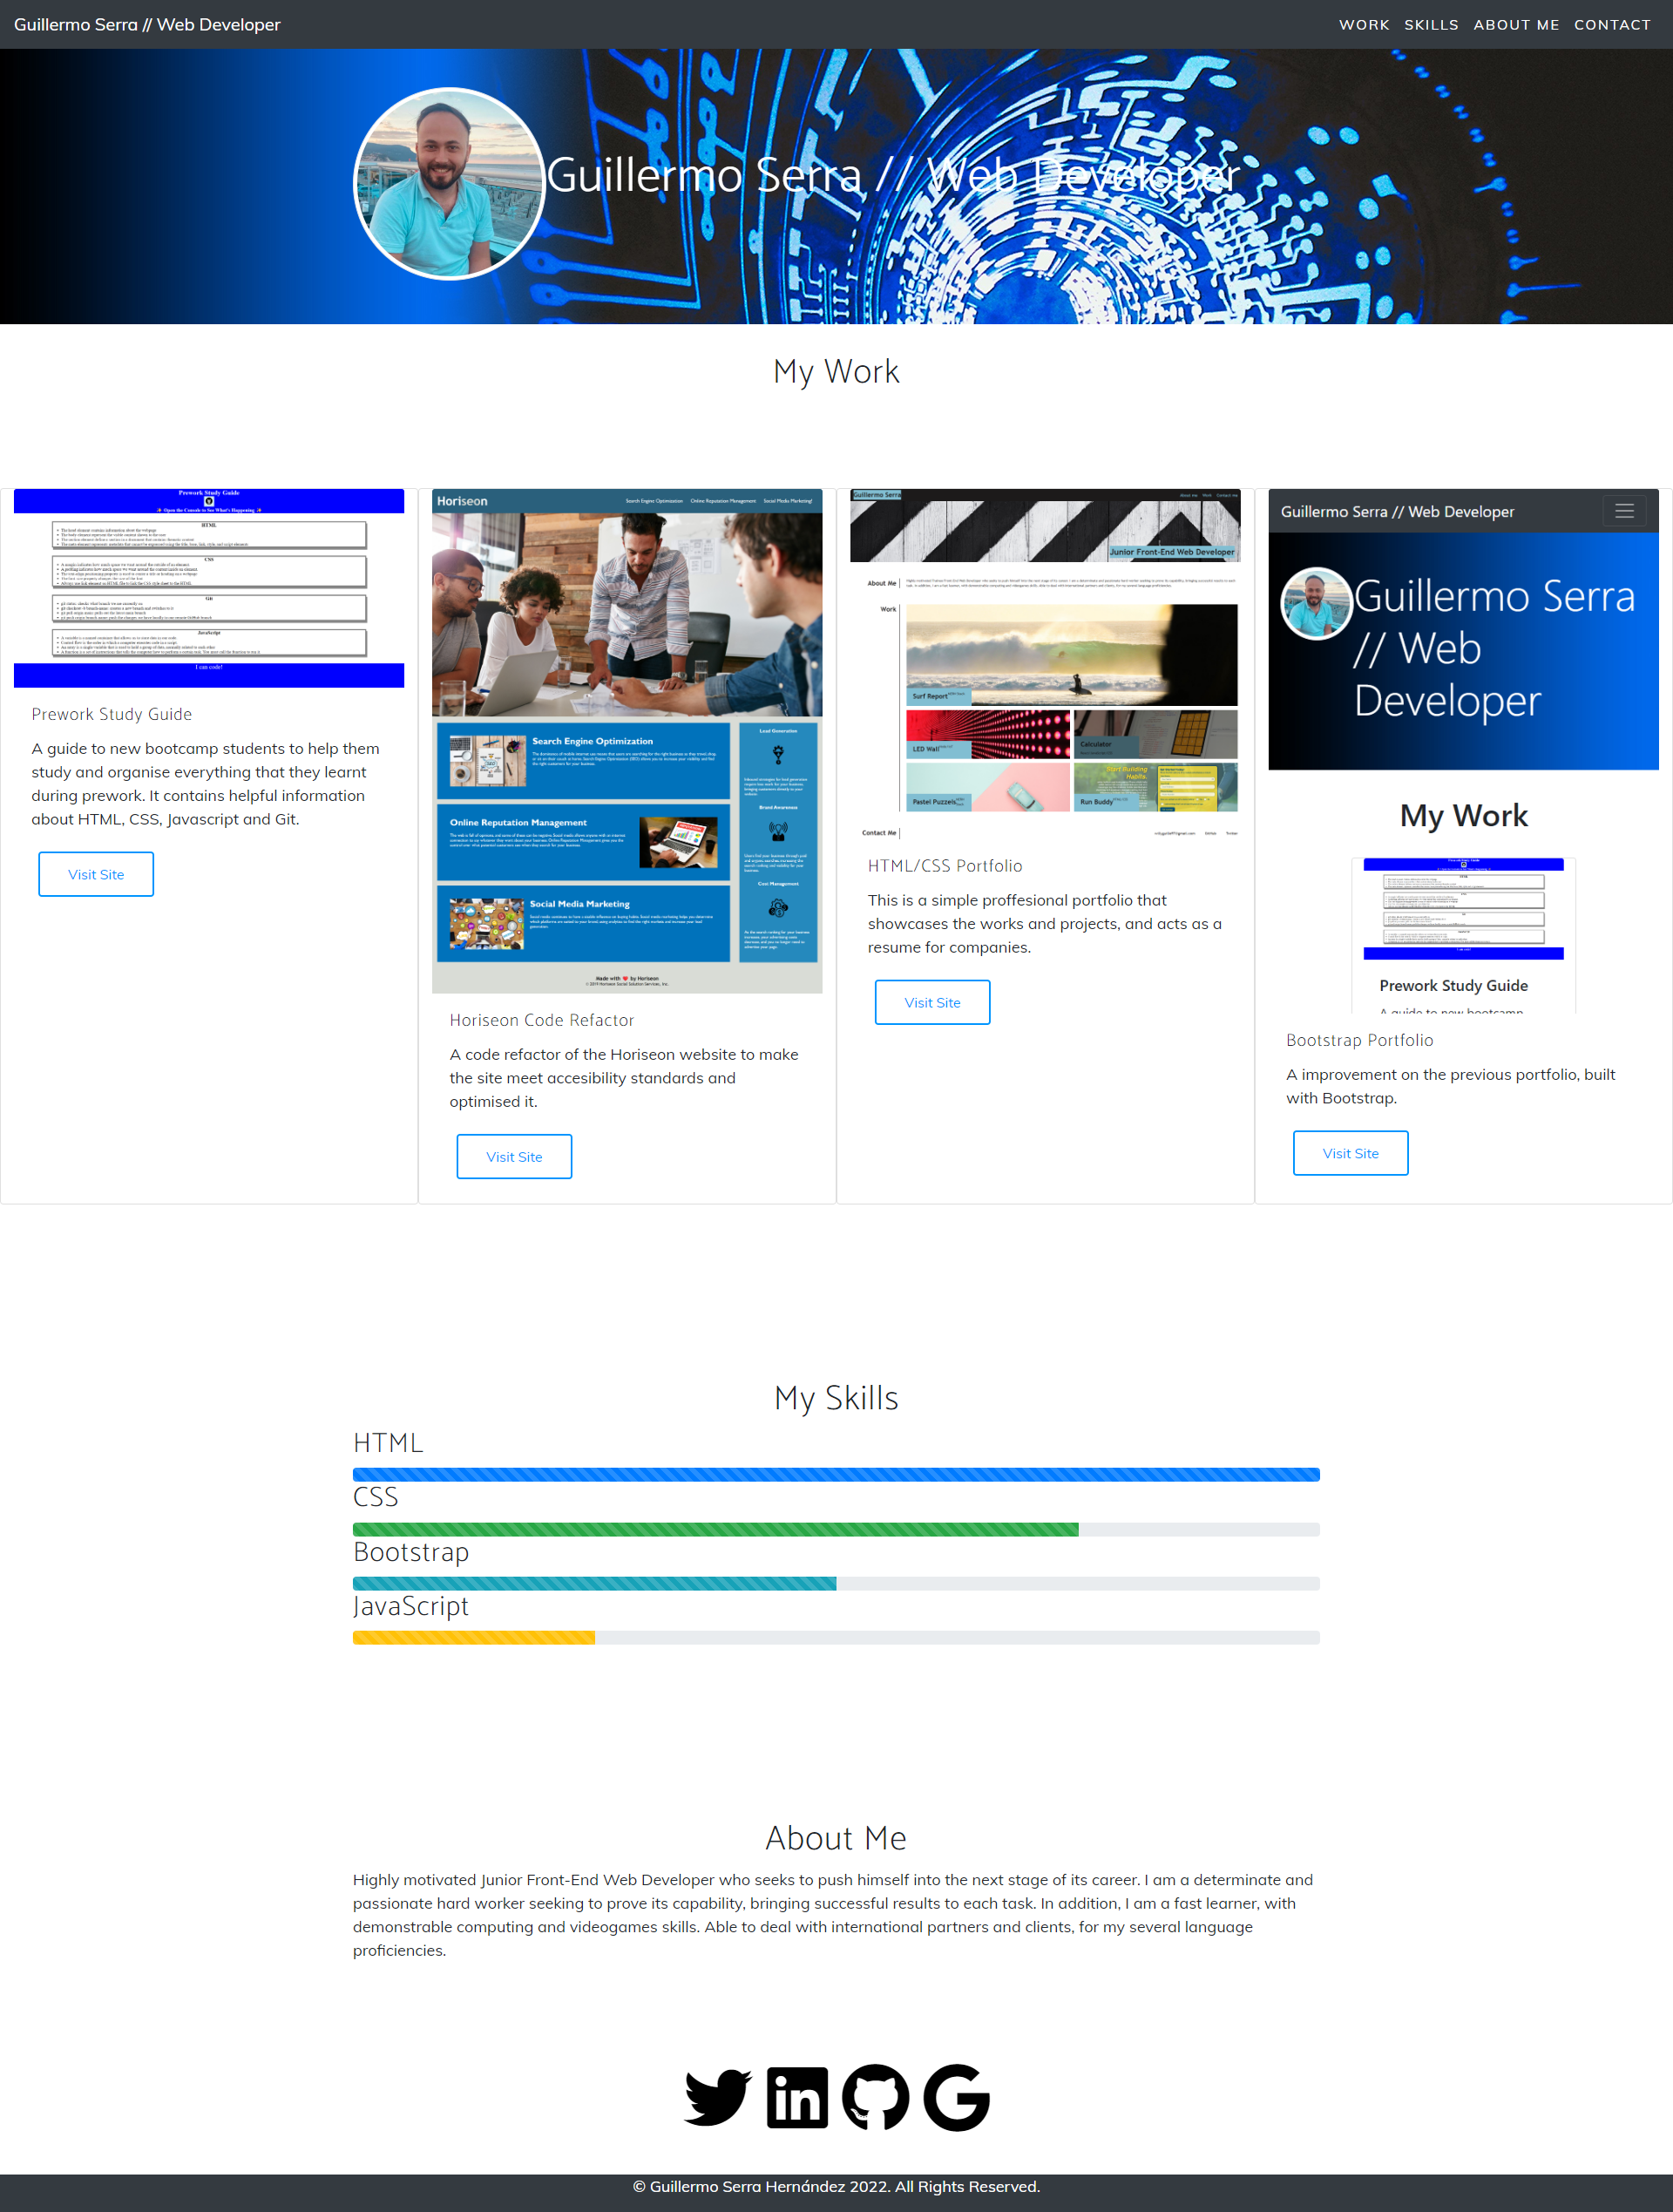 Guillermo Serra // Web Developer
WORK SKILLS ABOUT ME CONTACT
Guillermo Serra // Web Developer
My Work
Prework Study Guide
✨ Open the Console to See What's Happening ✨
HTML
CSS
Git
JavaScript
I can code!
Prework Study Guide
A guide to new bootcamp students to help them
study and organise everything that they learnt
during prework. It contains helpful information
about HTML, CSS, Javascript and Git.
Visit Site
Horiseon
Search Engine Optimization Online Reputation Management Social Media Marketing
Search Engine Optimization
Online Reputation Management
Social Media Marketing
Lead Generation
Brand Awareness
Cost Management
Made with ❤️ by Horiseon
© 2019 Horiseon Social Solution Services, Inc.
Horiseon Code Refactor
A code refactor of the Horiseon website to make
the site meet accesibility standards and
optimised it.
Visit Site
Guillermo Serra
About me Work Contact me
Junior Front-End Web Developer
About Me
Work
Surf Report
LED Wall
Calculator
Pastel Puzzels
Run Buddy
Contact Me
GitHub Twitter
HTML/CSS Portfolio
This is a simple proffesional portfolio that
showcases the works and projects, and acts as a
resume for companies.
Visit Site
Guillermo Serra // Web Developer
Guillermo Serra
// Web
Developer
My Work
Prework Study Guide
A guide to new bootcamp
Bootstrap Portfolio
A improvement on the previous portfolio, built
with Bootstrap.
Visit Site
My Skills
HTML
CSS
Bootstrap
JavaScript
About Me
Highly motivated Junior Front-End Web Developer who seeks to push himself into the next stage of its career. I am a determinate and
passionate hard worker seeking to prove its capability, bringing successful results to each task. In addition, I am a fast learner, with
demonstrable computing and videogames skills. Able to deal with international partners and clients, for my several language
proficiencies.
© Guillermo Serra Hernández 2022. All Rights Reserved.